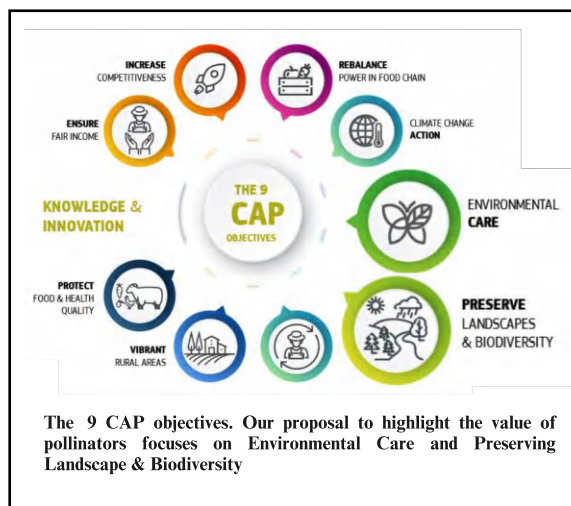 INCREASE
COMPETITIVENESS
REBALANCE
POWER IN FOOD CHAIN
ENSURE
FAIR INCOME
CLIMATE CHANGE
ACTION
KNOWLEDGE &
INNOVATION
THE 9
CAP
OBJECTIVES
ENVIRONMENTAL
CARE
PROTECT
FOOD & HEALTH
QUALITY
VIBRANT
RURAL AREAS
PRESERVE
LANDSCAPES
& BIODIVERSITY
The 9 CAP objectives. Our proposal to highlight the value of
pollinators focuses on Environmental Care and Preserving
Landscape & Biodiversity